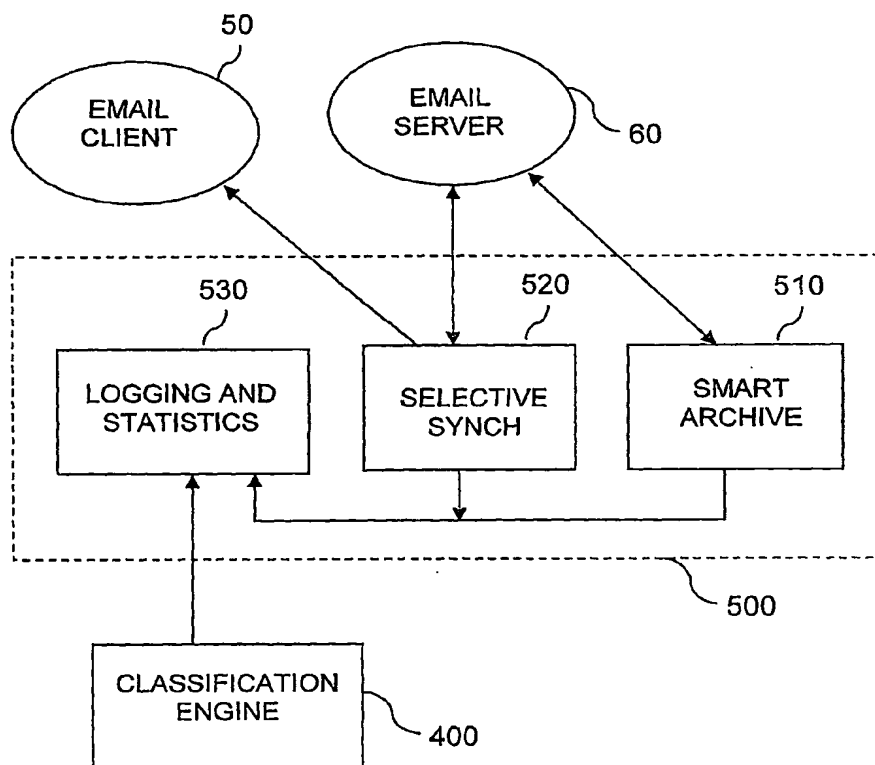 50
EMAIL
CLIENT
EMAIL
SERVER
60
530
520
510
LOGGING AND
STATISTICS
SELECTIVE
SYNCH
SMART
ARCHIVE
500
CLASSIFICATION
ENGINE
400